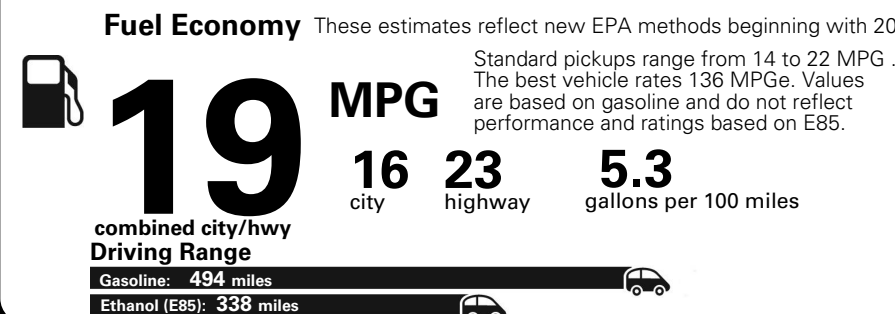 Fuel Economy These estimates reflect new EPA methods beginning with 20
Standard pickups range from 14 to 22 MPG .
The best vehicle rates 136 MPGe. Values
are based on gasoline and do not reflect
performance and ratings based on E85.
19 MPG
16 23 5.3
city highway gallons per 100 miles
combined city/hwy
Driving Range
Gasoline: 494 miles
Ethanol (E85): 338 miles